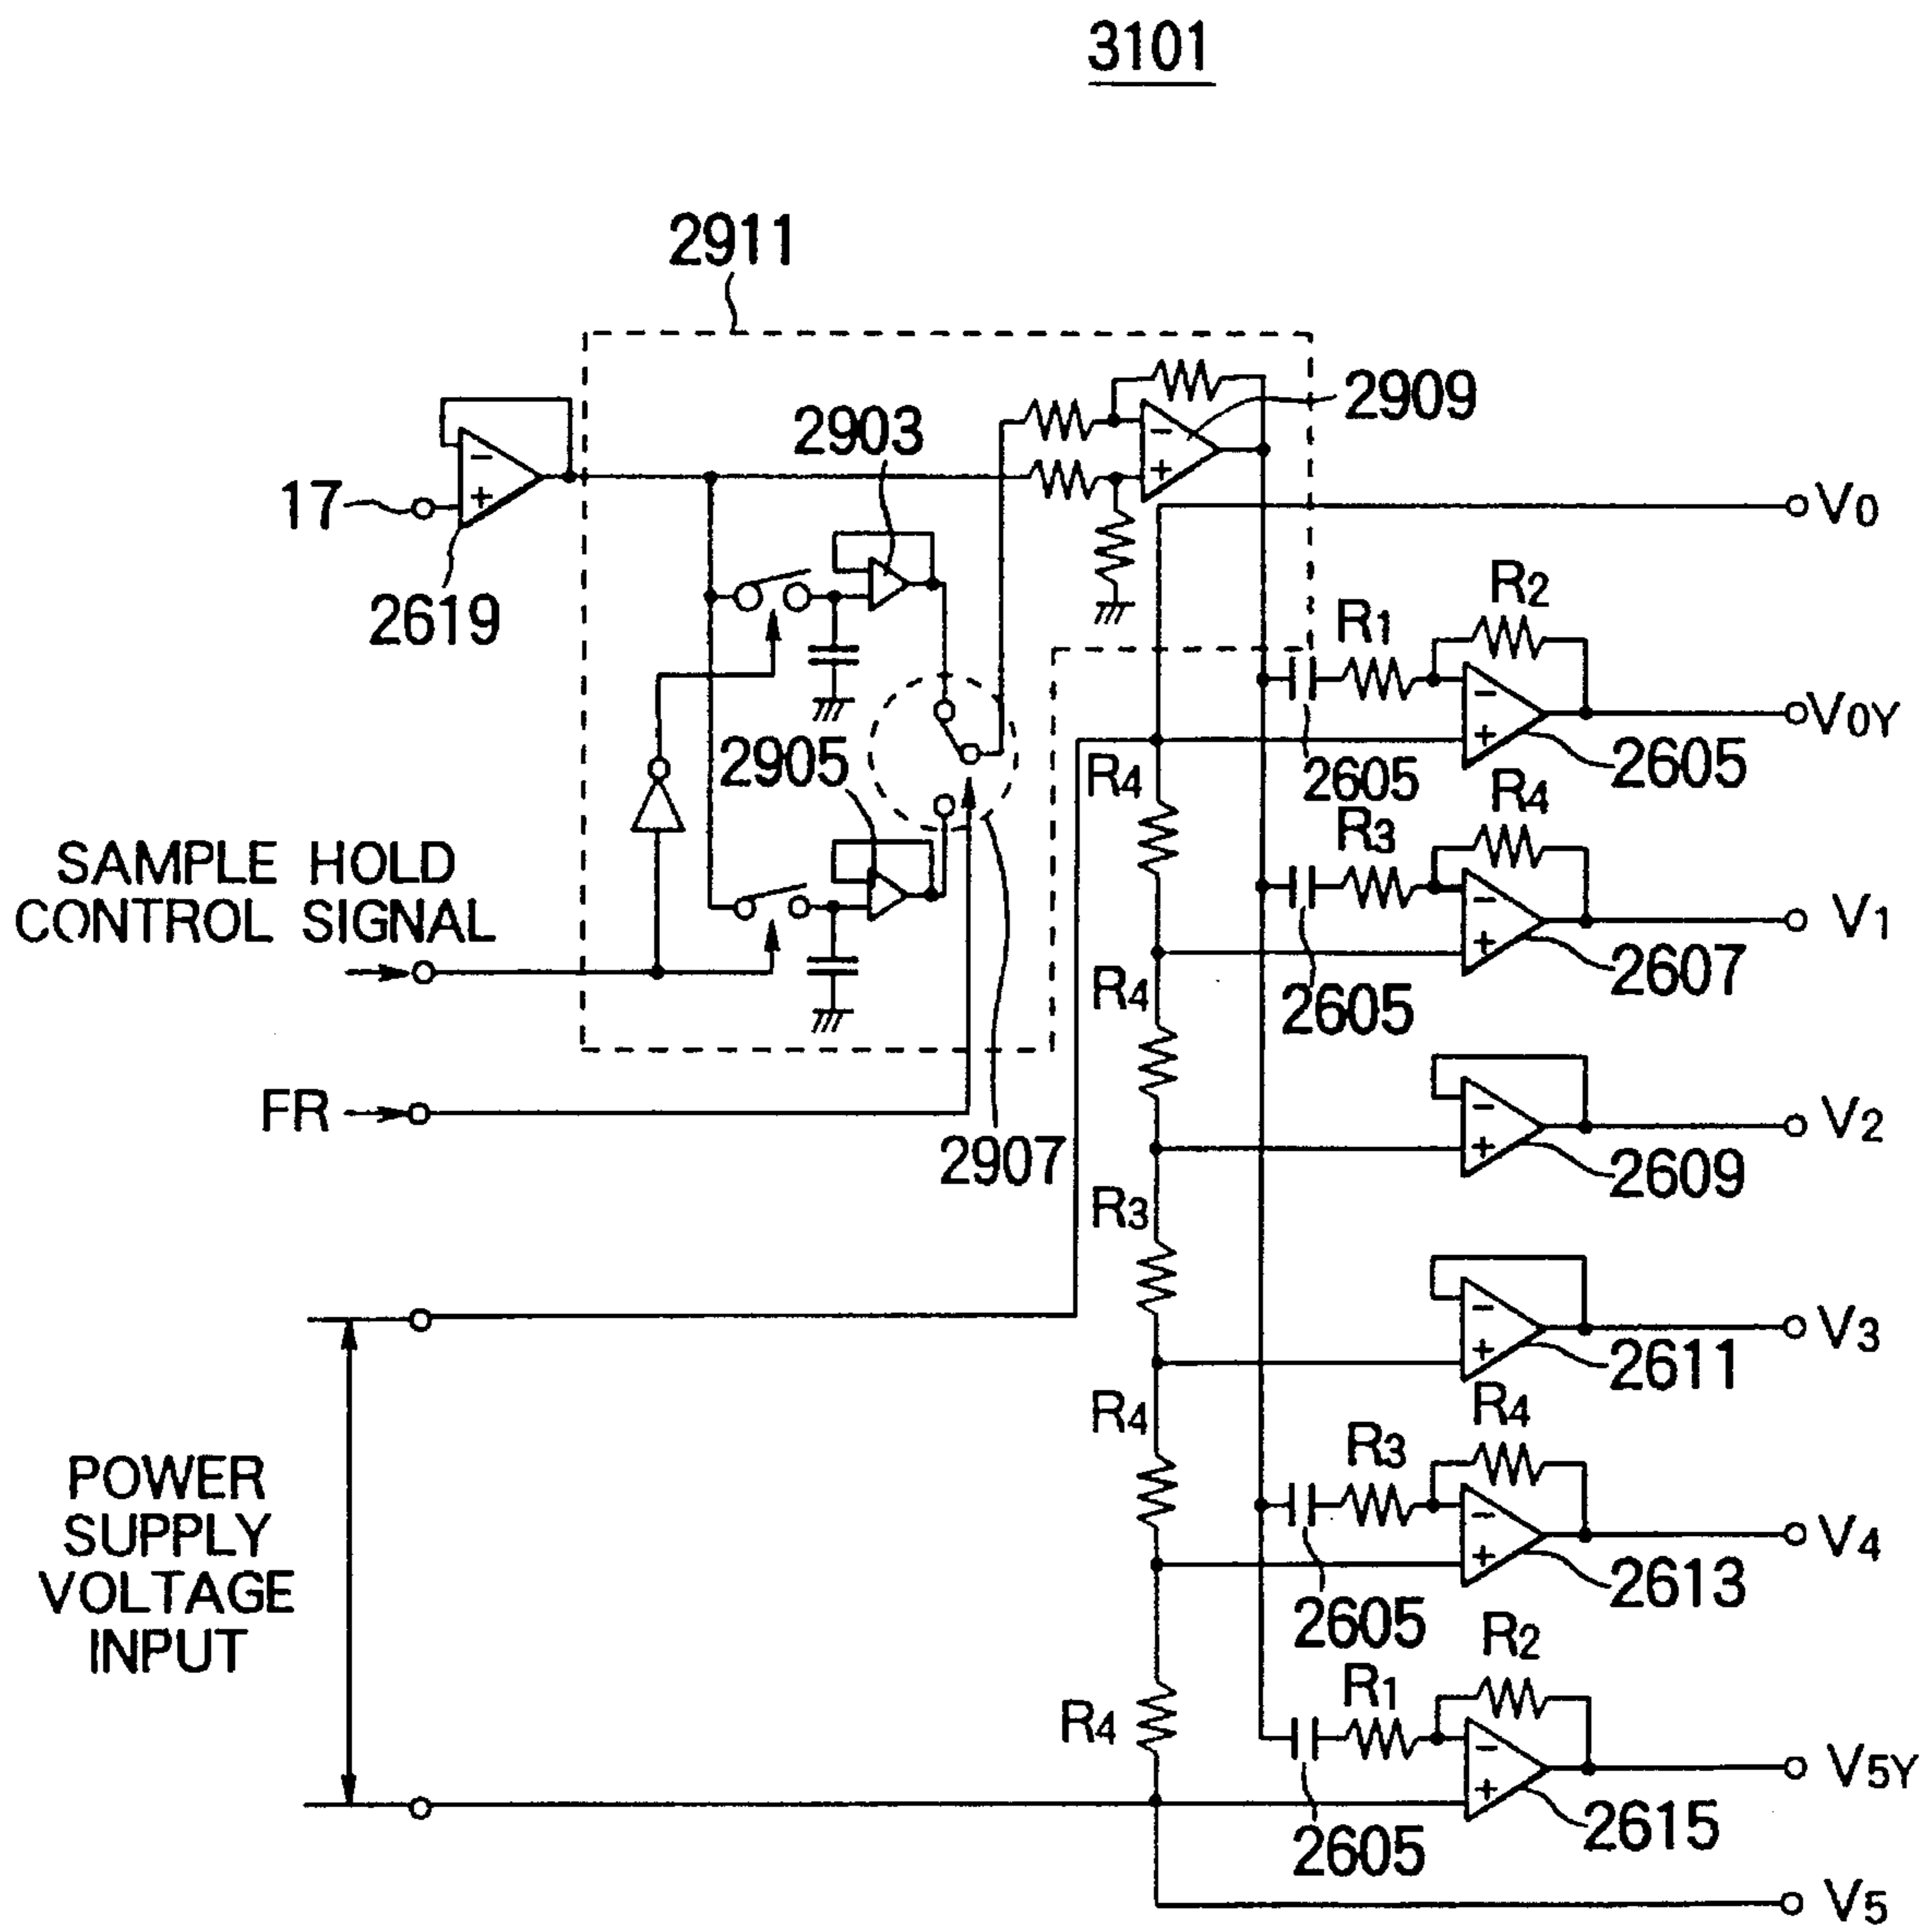 3101
2911
2909
2903
17
2619
V0
R2
R1
V0Y
2605
2605
R4
2905
R4
R3
SAMPLE HOLD
CONTROL SIGNAL
V1
2607
2605
R4
FR
2907
V2
2609
R3
V3
2611
R4
R4
R3
POWER
SUPPLY
VOLTAGE
INPUT
V4
2613
2605
R2
R1
R4
V5Y
2615
2605
V5